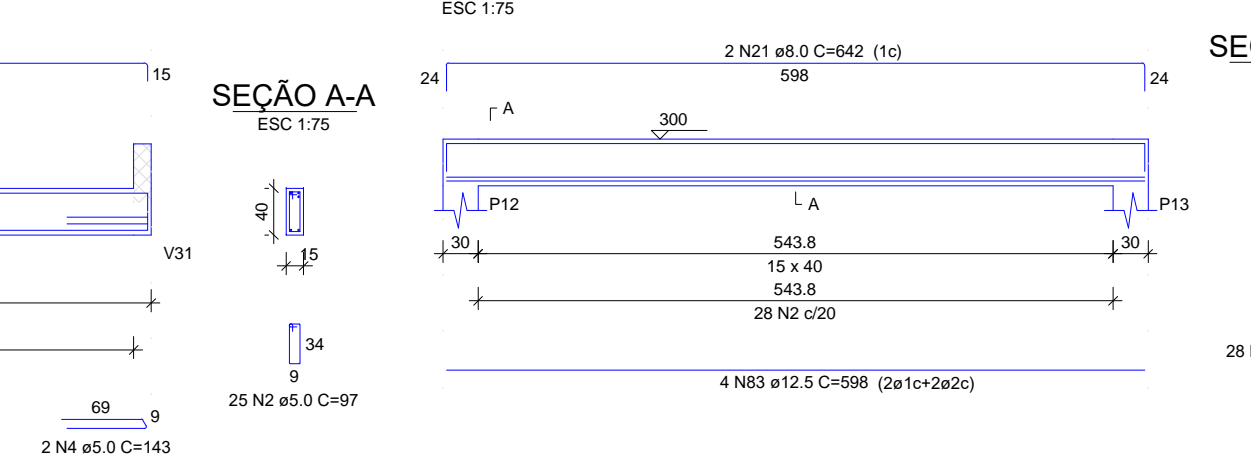 ESC 1:75
2 N21 ø8.0 C=642 (1c)
598
24
24
15
SEÇÃO A-A
ESC 1:75
A
300
40
15
P12
A
P13
V31
30
543.8
30
15 x 40
543.8
28 N2 c/20
34
9
25 N2 ø5.0 C=97
4 N83 ø12.5 C=598 (2ø1c+2ø2c)
69
9
2 N4 ø5.0 C=143
SE
28